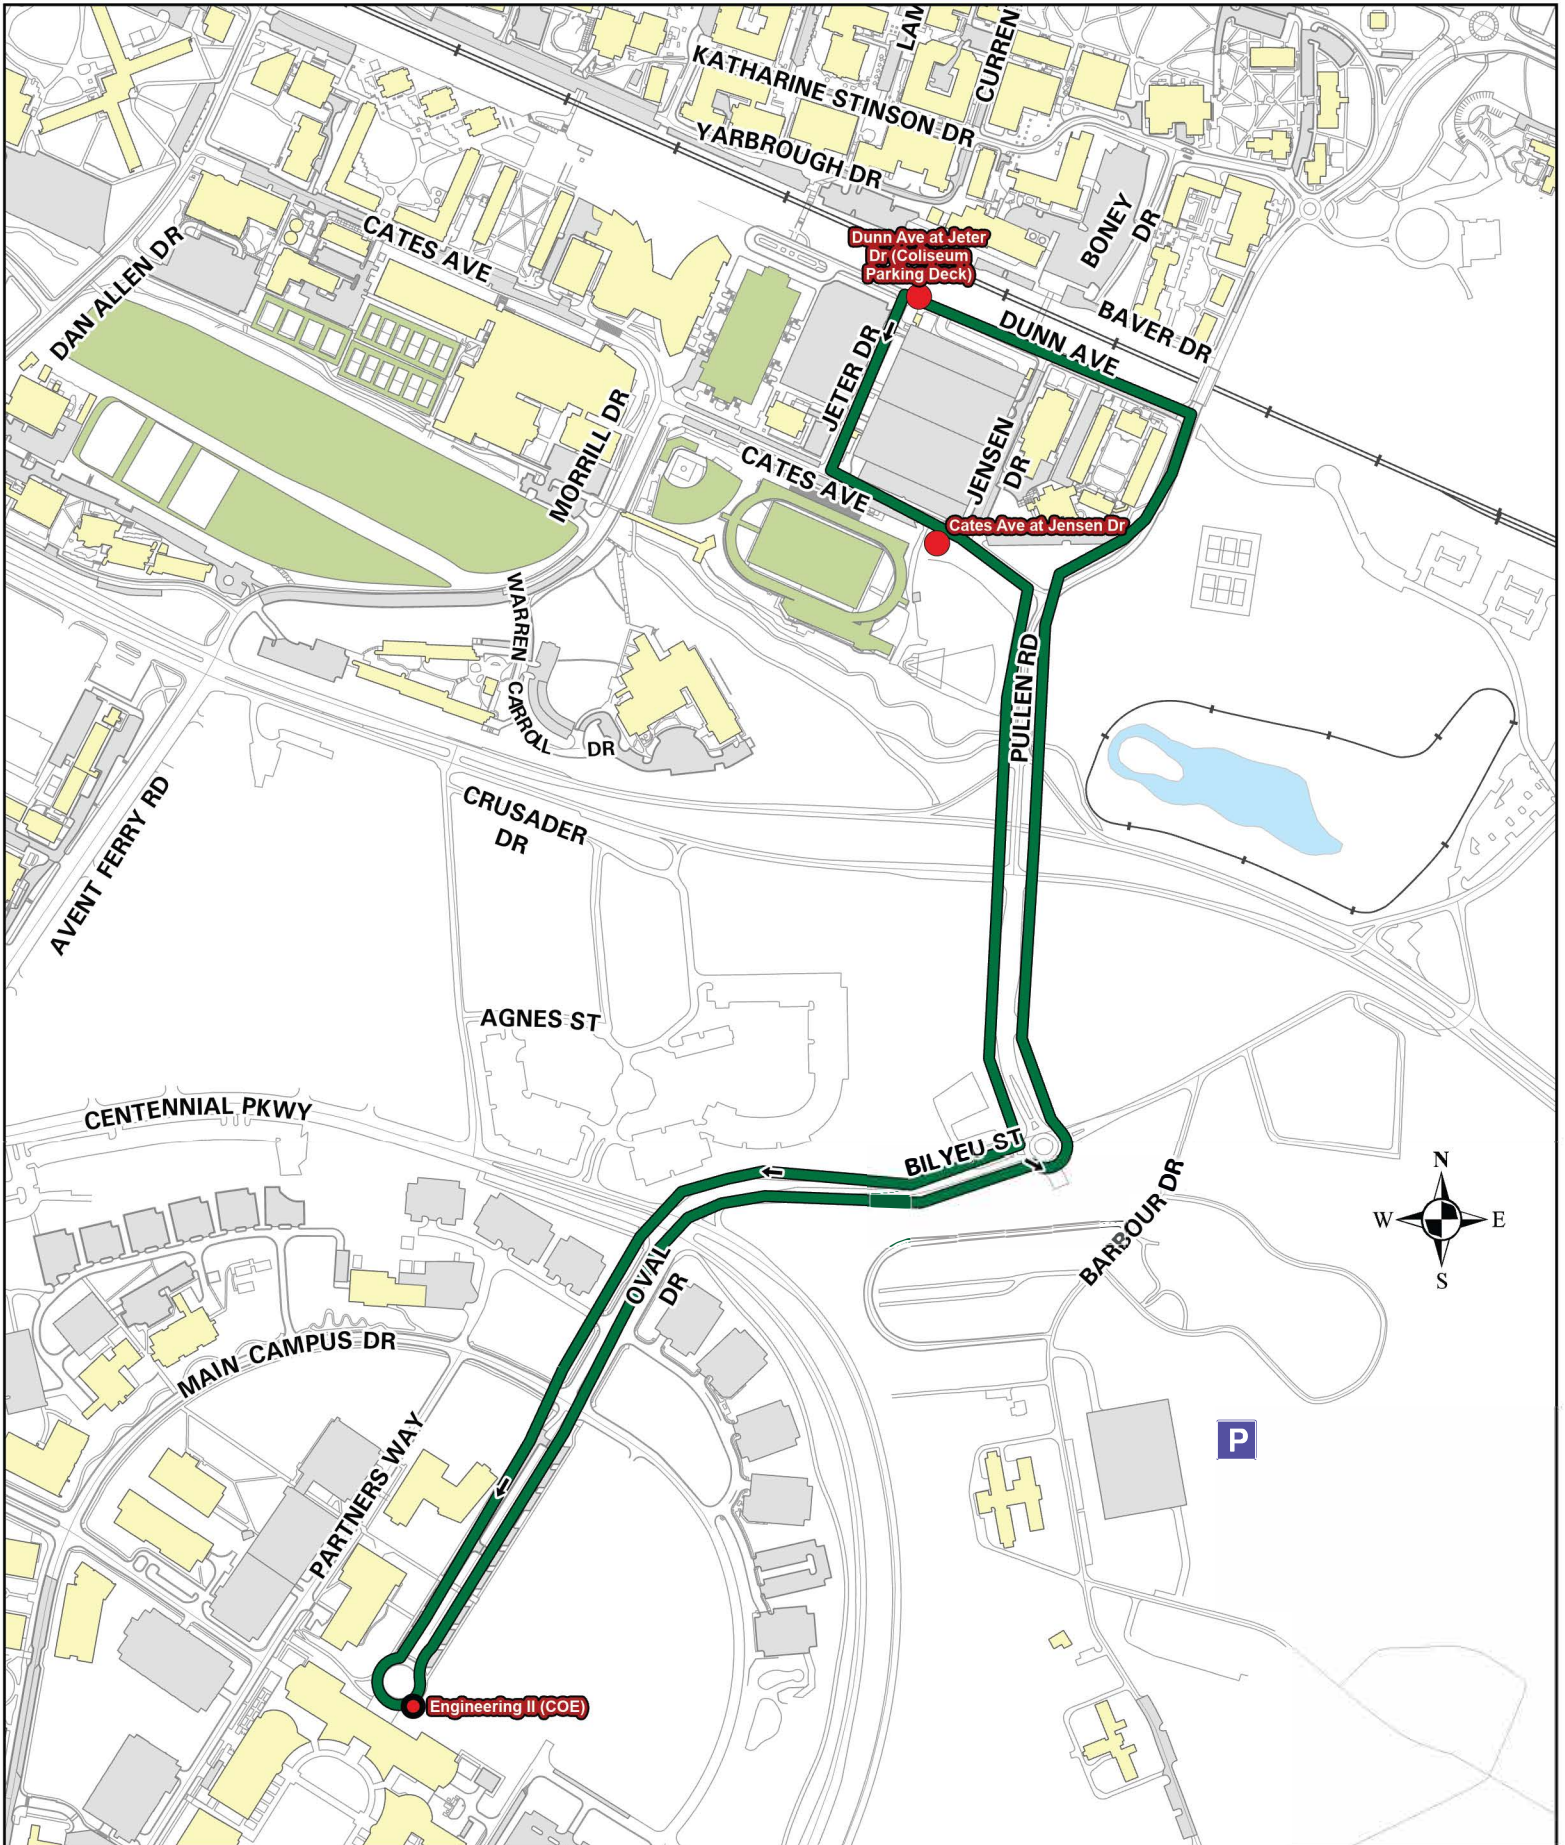 LAM
CURREN
KATHARINE STINSON DR
YARBROUGH DR
BONEY
DR
CATES AVE
DAN ALLEN DR
Dunn Ave at Jeter
Dr (Coliseum
Parking Deck)
BAVER DR
DUNN AVE
JETER DR
MORRILL DR
CATES AVE
JENSEN
DR
Cates Ave at Jensen Dr
WARREN CARROLL DR
PULLEN RD
AVENT FERRY RD
CRUSADER
DR
AGNES ST
CENTENNIAL PKWY
BILYEU ST
BARBOUR DR
N
W
E
S
OVAL
DR
MAIN CAMPUS DR
PARTNERS WAY
P
Engineering II (COE)